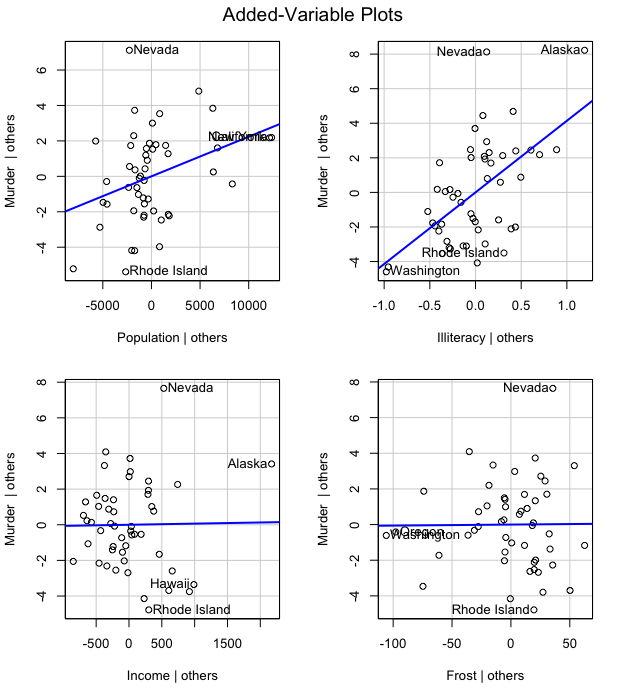 Added-Variable Plots
Murder | others
-4 -2 0 2 4 6
Nevada
California
Rhode Island
-5000 0 5000 10000
Population | others
Murder | others
-4 -2 0 2 4 6 8
Nevada
Alaska
Rhode Island
Washington
-1.0 -0.5 0.0 0.5 1.0
Illiteracy | others
Murder | others
-4 -2 0 2 4 6 8
Nevada
Alaska
Hawaii
Rhode Island
-500 0 500 1500
Income | others
Murder | others
-4 -2 0 2 4 6 8
Nevada
Oregon
Washington
Rhode Island
-100 -50 0 50
Frost | others